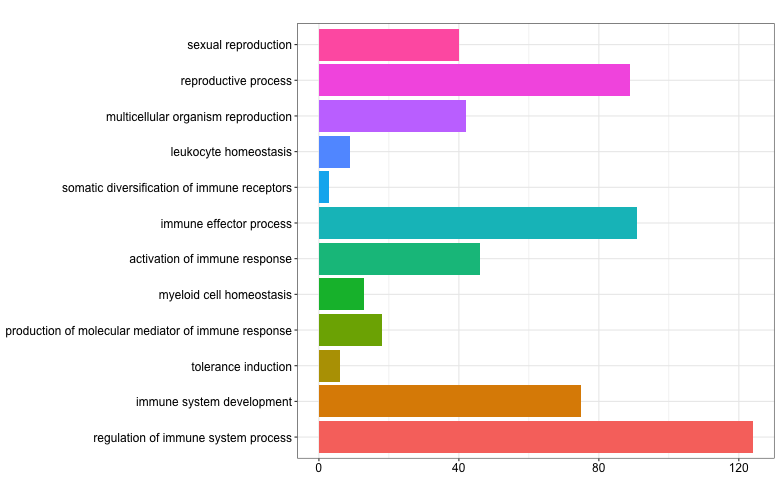 sexual reproduction
reproductive process
multicellular organism reproduction
leukocyte homeostasis
somatic diversification of immune receptors
immune effector process
activation of immune response
myeloid cell homeostasis
production of molecular mediator of immune response
tolerance induction
immune system development
regulation of immune system process
0 40 80 120